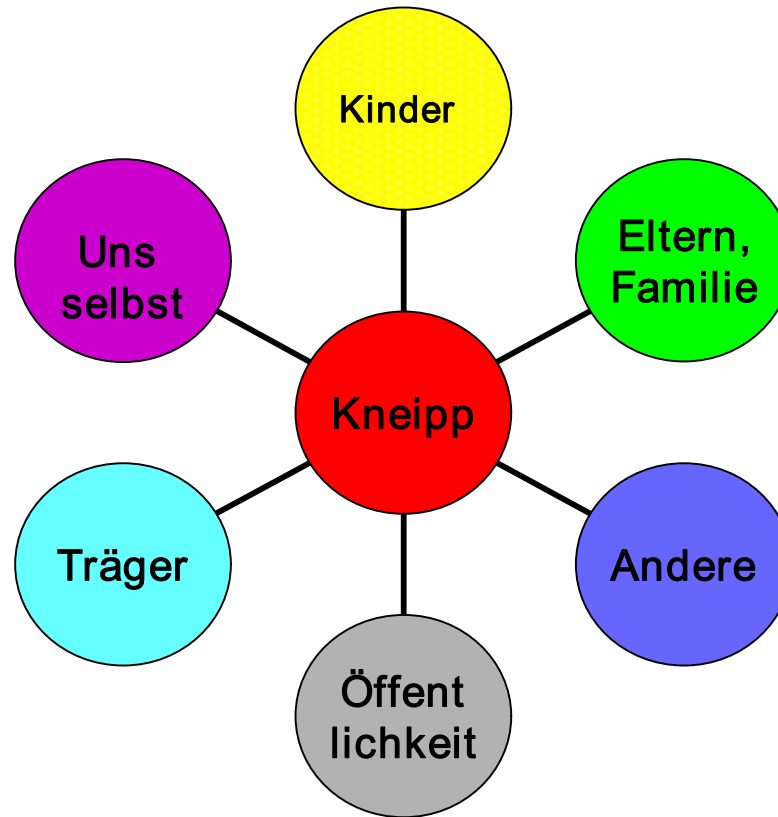 Kinder
Uns
selbst
Eltern,
Familie
Kneipp
Träger
Andere
Öffent
lichkeit